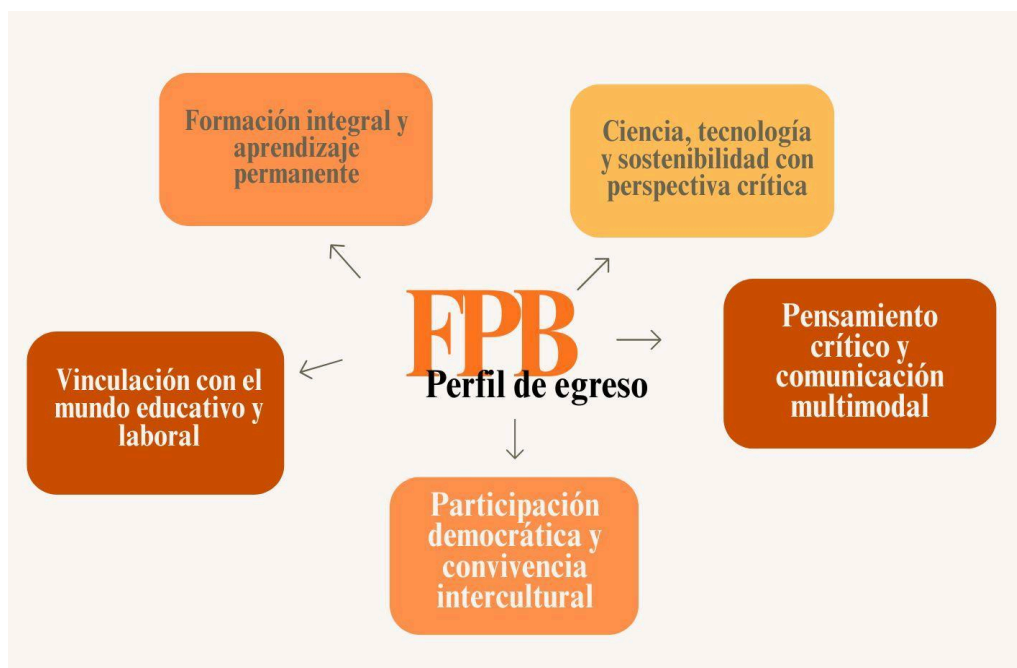 Formación integral y
aprendizaje
permanente
Ciencia, tecnología
y sostenibilidad con
perspectiva crítica
FPB
Perfil de egreso
Pensamiento
crítico y
comunicación
multimodal
Vinculación con el
mundo educativo y
laboral
Participación
democrática y
convivencia
intercultural